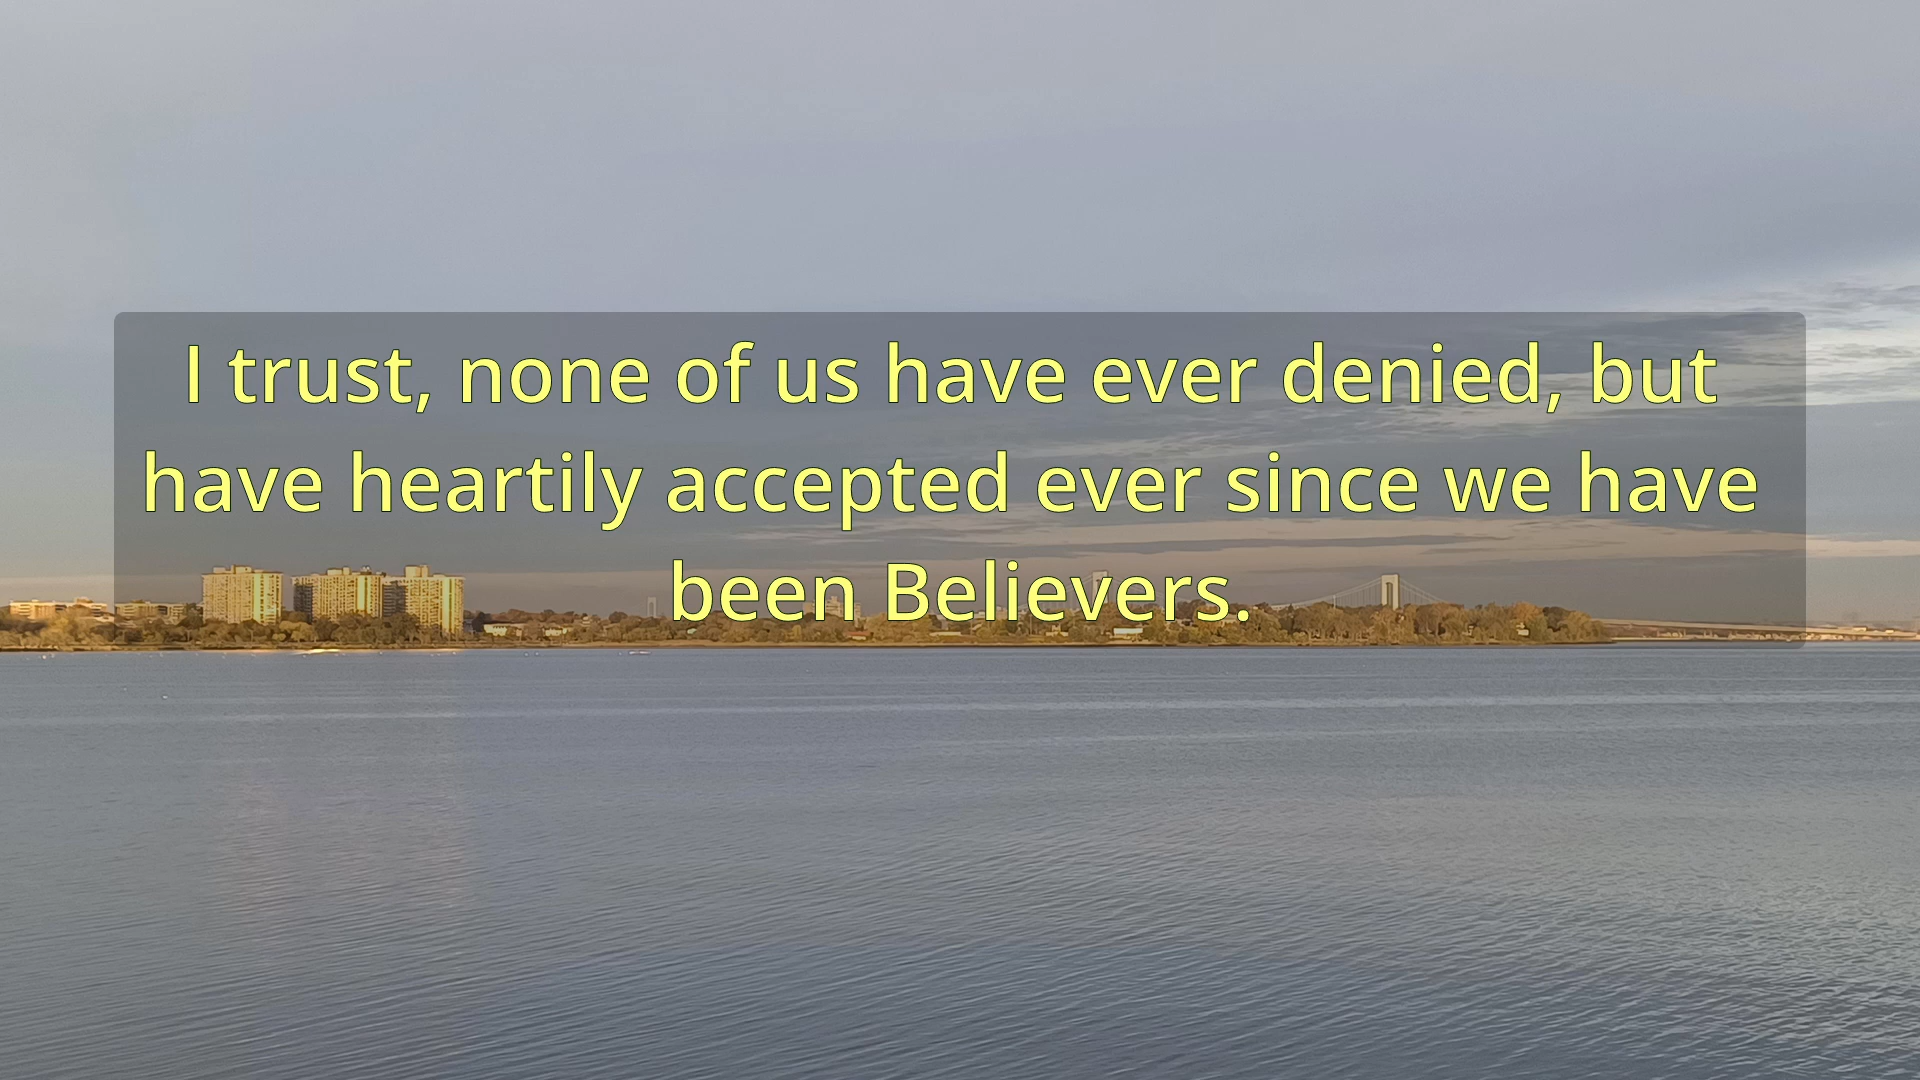 I trust, none of us have ever denied, but
have heartily accepted ever since we have
been Believers.